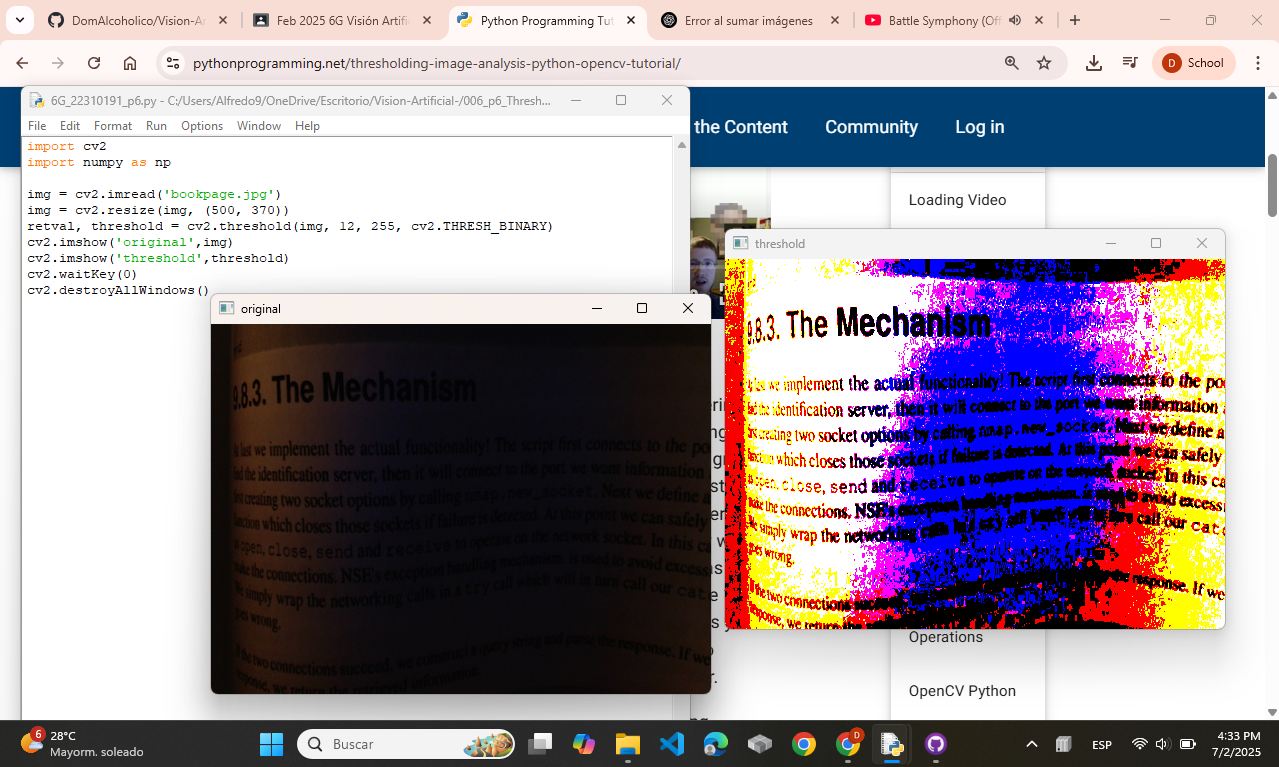 DomAlcoholico/Vision-Ar
Feb 2025 6G Visión Artific
Python Programming Tut
Error al sumar imágenes
Battle Symphony (Offi
pythonprogramming.net/thresholding-image-analysis-python-opencv-tutorial/
D School
the Content Community Log in
6G_22310191_p6.py - C:/Users/Alfredo9/OneDrive/Escritorio/Vision-Artificial-/006_p6_Thresh...
File Edit Format Run Options Window Help
import cv2
import numpy as np
img = cv2.imread('bookpage.jpg')
img = cv2.resize(img, (500, 370))
retval, threshold = cv2.threshold(img, 12, 255, cv2.THRESH_BINARY)
cv2.imshow('original',img)
cv2.imshow('threshold',threshold)
cv2.waitKey(0)
cv2.destroyAllWindows()
Loading Video
original
9.8.3. The Mechanism
At last we implement the actual functionality! The script first connects to the po
find the identification server, then it will connect to the port we want information
first creating two socket options by calling nmap.new_socket. Next we define a
function which closes those sockets if failure is detected. At this point we can safely
is open, close, send and receive to operate on the network socket. In this ca
make the connections. NSE's exception handling mechanism is used to avoid excess
We simply wrap the networking calls in a try call which will in turn call our cat
goes wrong.
If the two connections succeed, we construct a query string and parse the response. If we
response, we return the retrieved information.
threshold
9.8.3. The Mechanism
At last we implement the actual functionality! The script first connects to the po
find the identification server, then it will connect to the port we want information
first creating two socket options by calling nmap.new_socket. Next we define a
function which closes those sockets if failure is detected. At this point we can safely
is open, close, send and receive to operate on the network socket. In this ca
make the connections. NSE's exception handling mechanism is used to avoid excess
We simply wrap the networking calls in a try call which will in turn call our cat
goes wrong.
If the two connections succeed
the response. If we
response, we return the
Operations
OpenCV Python
6
28°C
Mayorm. soleado
Buscar
D
ESP
4:33 PM
7/2/2025